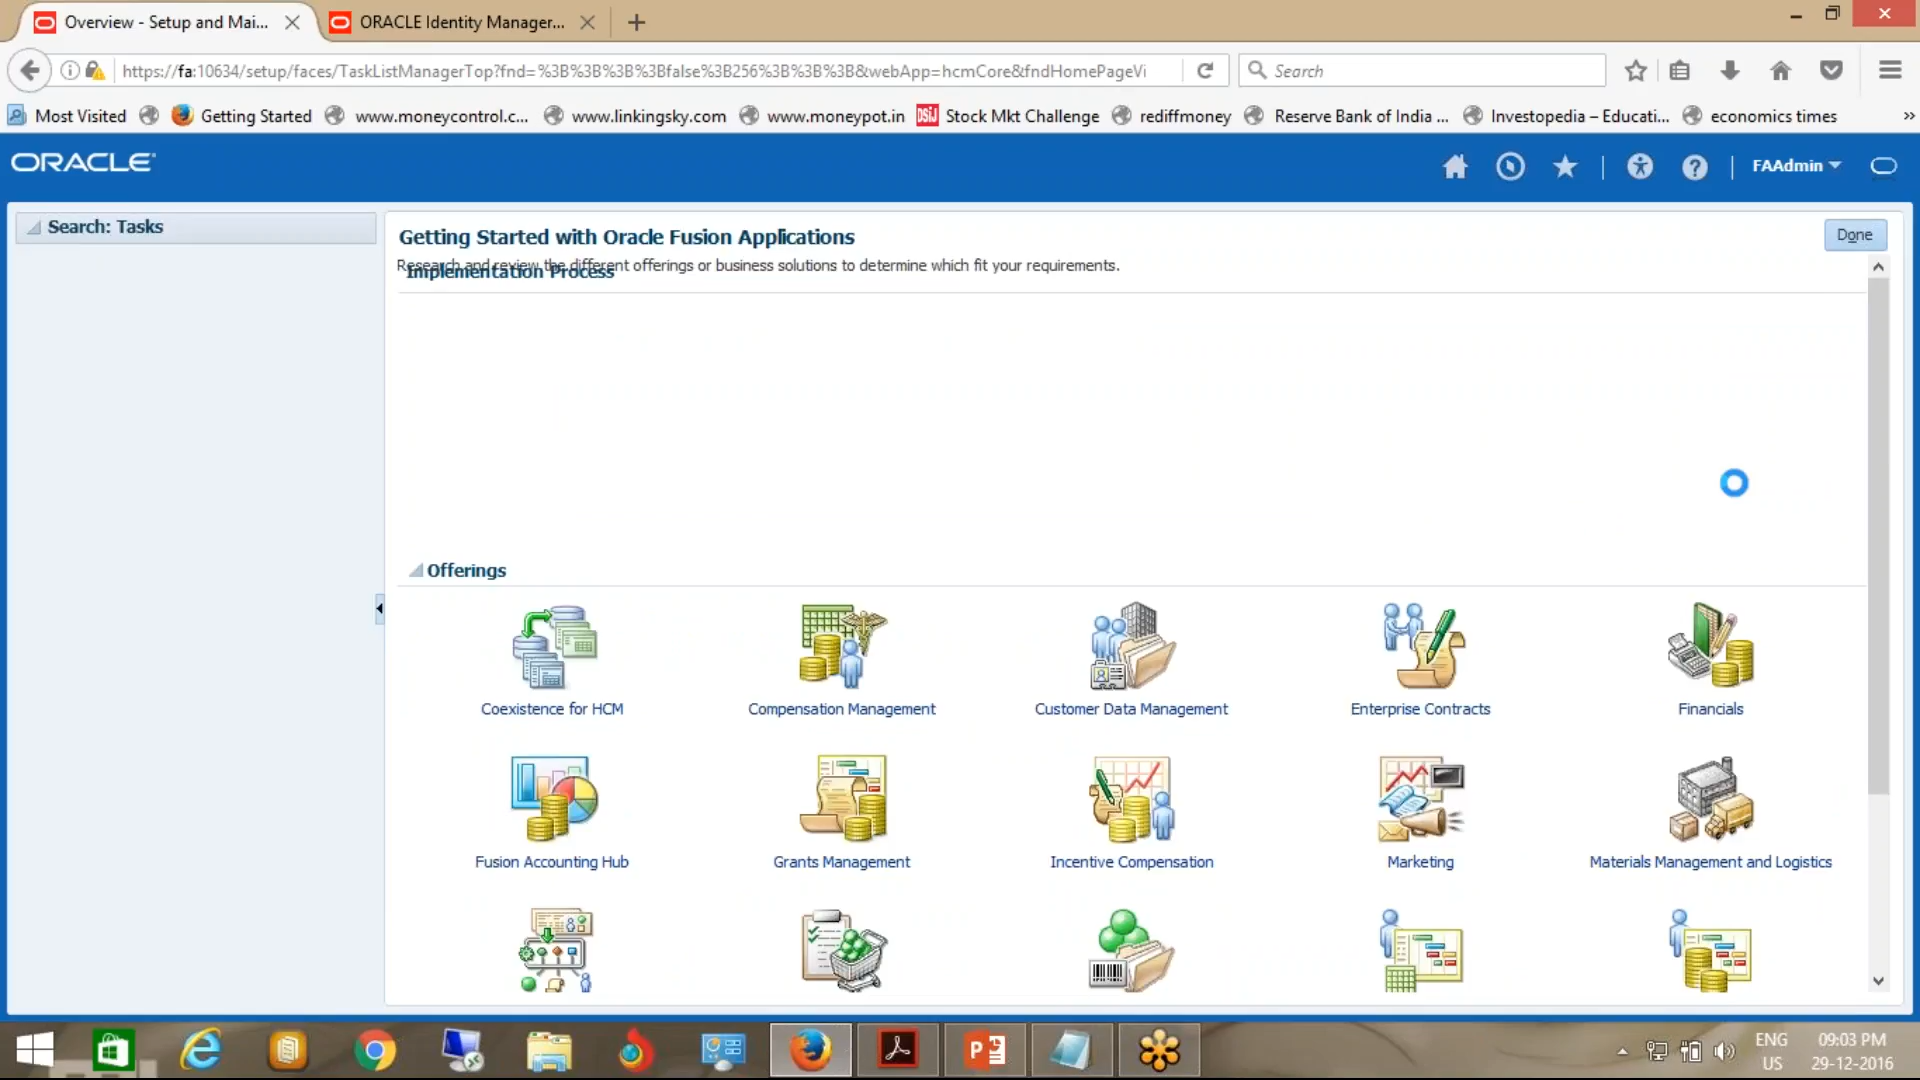 Overview - Setup and Mai...
ORACLE Identity Manager...
https://fa:10634/setup/faces/TaskListManagerTop?fnd=%3B%3B%3B%3Bfalse%3B256%3B%3B%3B&webApp=hcmCore&fndHomePageVi
Search
Most Visited
Getting Started
www.moneycontrol.c...
www.linkingsky.com
www.moneypot.in
DSIJ Stock Mkt Challenge
rediffmoney
Reserve Bank of India ...
Investopedia – Educati...
economics times
»
ORACLE
FAAdmin
Search: Tasks
Getting Started with Oracle Fusion Applications
Done
Research and review the different offerings or business solutions to determine which fit your requirements.
Implementation Process
Offerings
Coexistence for HCM
Compensation Management
Customer Data Management
Enterprise Contracts
Financials
Fusion Accounting Hub
Grants Management
Incentive Compensation
Marketing
Materials Management and Logistics
ENG
09:03 PM
US
29-12-2016